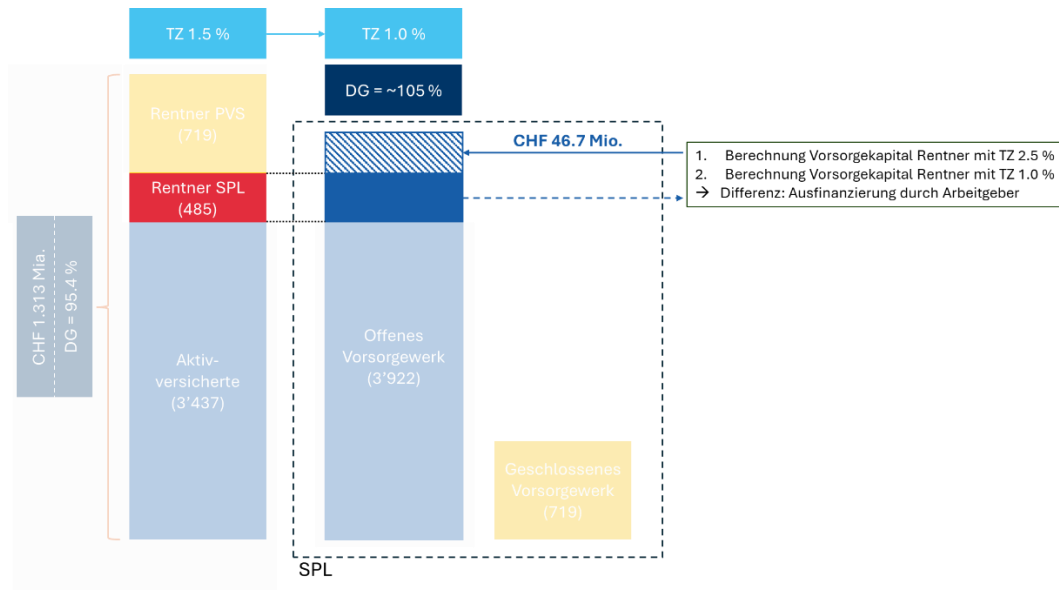 TZ 1.5 %
TZ 1.0 %
DG = ~105 %
Rentner PVS
(719)
CHF 46.7 Mio.
1. Berechnung Vorsorgekapital Rentner mit TZ 2.5 %
2. Berechnung Vorsorgekapital Rentner mit TZ 1.0 %
→ Differenz: Ausfinanzierung durch Arbeitgeber
Rentner SPL
(485)
CHF 1.313 Mia.
DG = 95.4 %
Aktiv-
versicherte
(3’437)
Offenes
Vorsorgewerk
(3’922)
Geschlossenes
Vorsorgewerk
(719)
SPL